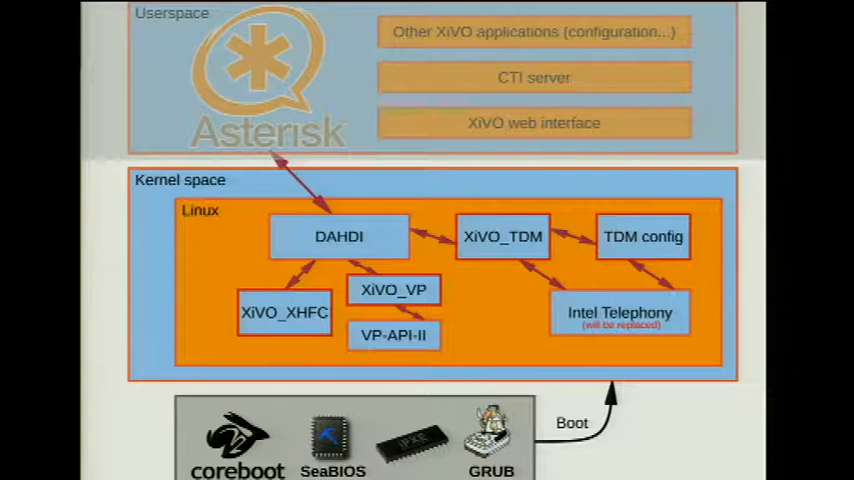 Userspace
Other XiVO applications (configuration...)
CTI server
XiVO web interface
Asterisk
Kernel space
Linux
DAHDI
XiVO_TDM
TDM config
XiVO_VP
XiVO_XHFC
VP-API-II
Intel Telephony
(will be replaced)
Boot
iPXE
coreboot
SeaBIOS
GRUB